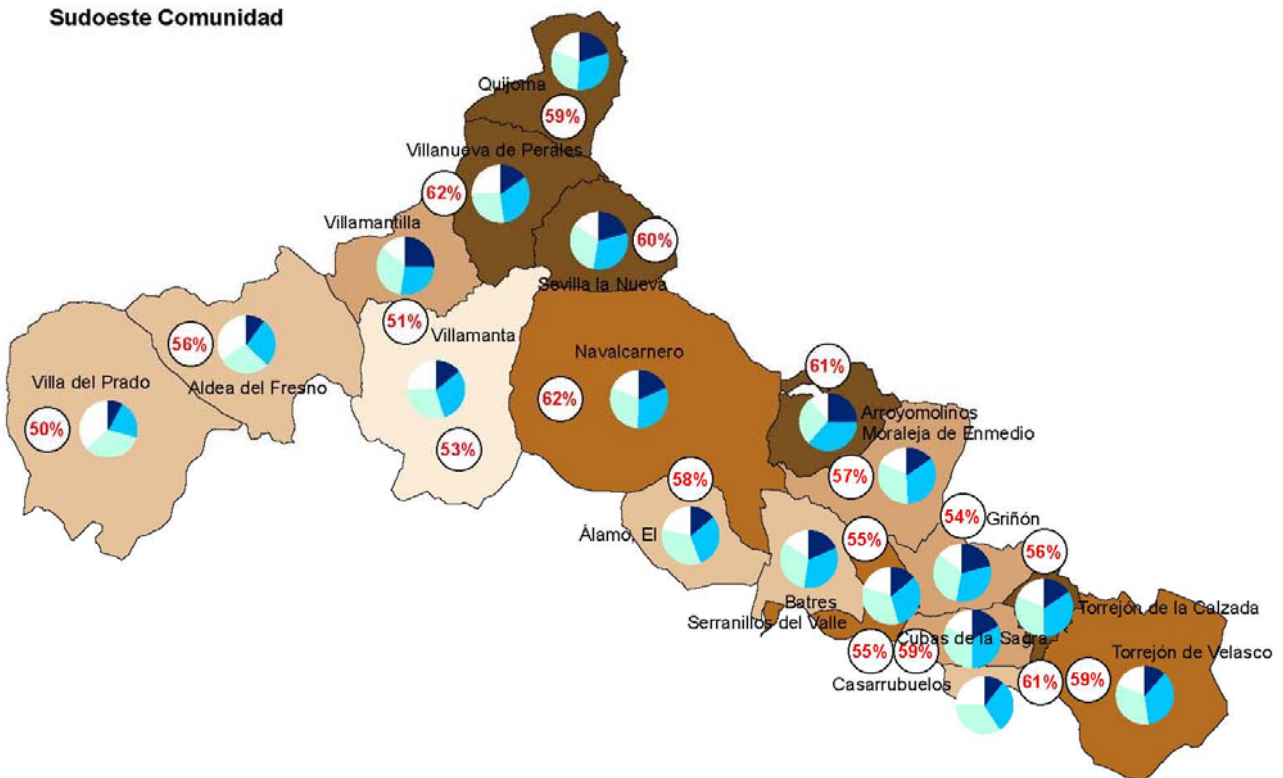 Sudoeste Comunidad
Quijorna
59%
Villanueva de Perales
62%
Villamantilla
60%
Sevilla la Nueva
51%
Villamanta
56%
Navalcarnero
Villa del Prado
Aldea del Fresno
61%
62%
Arroyomolinos
50%
Moraleja de Enmedio
53%
57%
58%
54%
Griñón
Álamo, El
55%
56%
Batres
Torrejón de la Calzada
Serranillos del Valle
Cubas de la Sagra
55%
59%
Torrejón de Velasco
Casarrubuelos
61%
59%